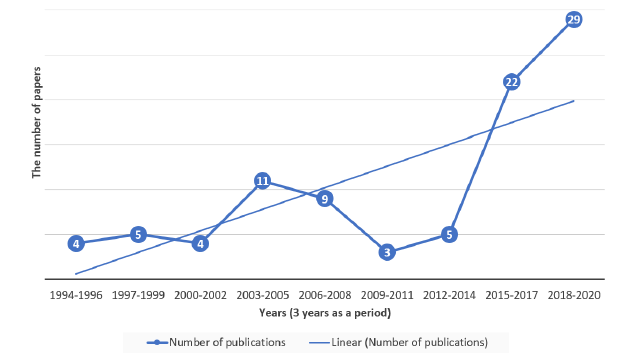 The number of papers
29
22
11
9
5
4
4
3
5
1994-1996 1997-1999 2000-2002 2003-2005 2006-2008 2009-2011 2012-2014 2015-2017 2018-2020
Years (3 years as a period)
Number of publications Linear (Number of publications)